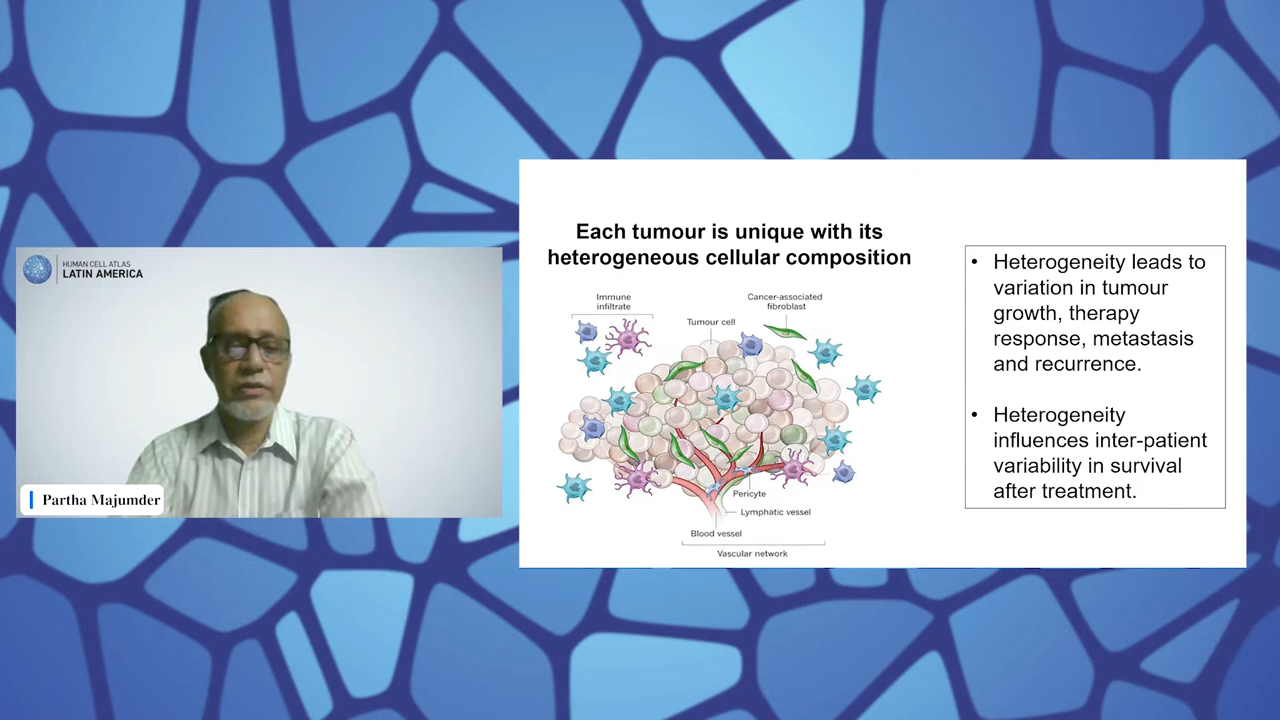 HUMAN CELL ATLAS
LATIN AMERICA
Partha Majumder
Each tumour is unique with its
heterogeneous cellular composition
Immune
infiltrate
Cancer-associated
fibroblast
Tumour cell
Pericyte
Lymphatic vessel
Blood vessel
Vascular network
• Heterogeneity leads to
variation in tumour
growth, therapy
response, metastasis
and recurrence.
• Heterogeneity
influences inter-patient
variability in survival
after treatment.